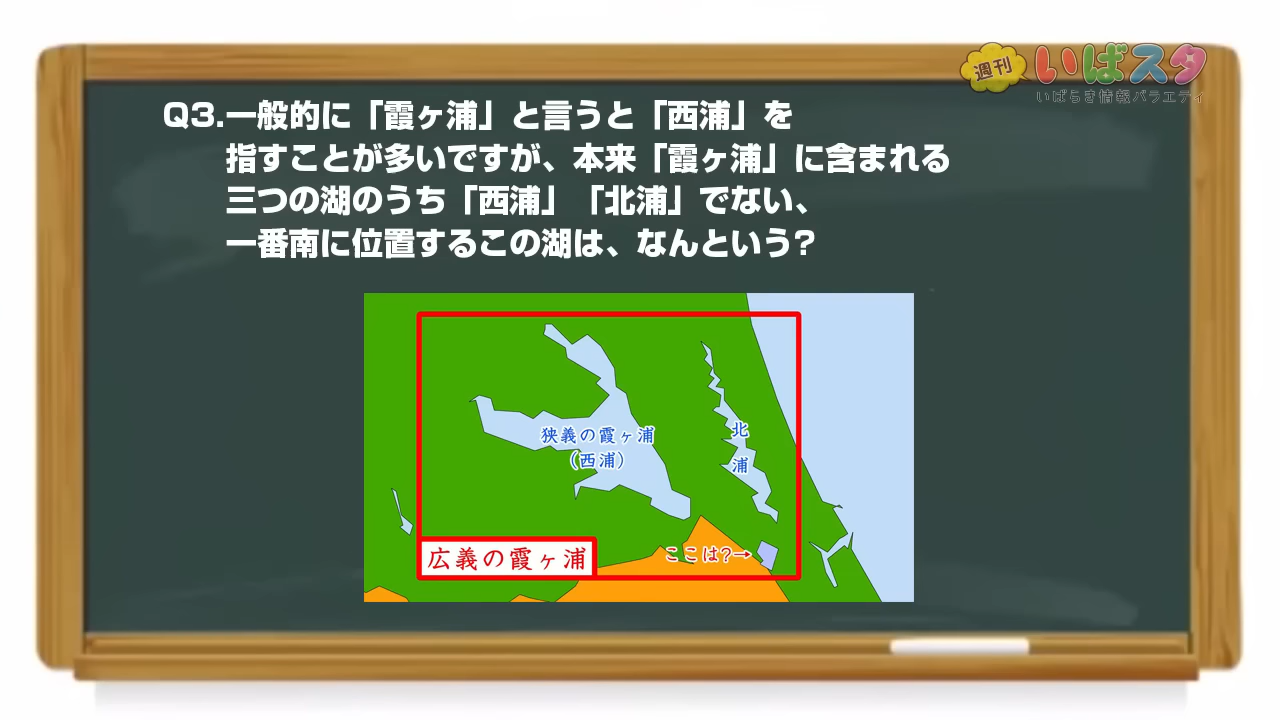 週刊 いばスタ
いばらき情報バラエティ
Q3.一般的に「霞ヶ浦」と言うと「西浦」を
指すことが多いですが、本来「霞ヶ浦」に含まれる
三つの湖のうち「西浦」「北浦」でない、
一番南に位置するこの湖は、なんという?
狭義の霞ヶ浦
(西浦)
北
浦
ここは?→
広義の霞ヶ浦